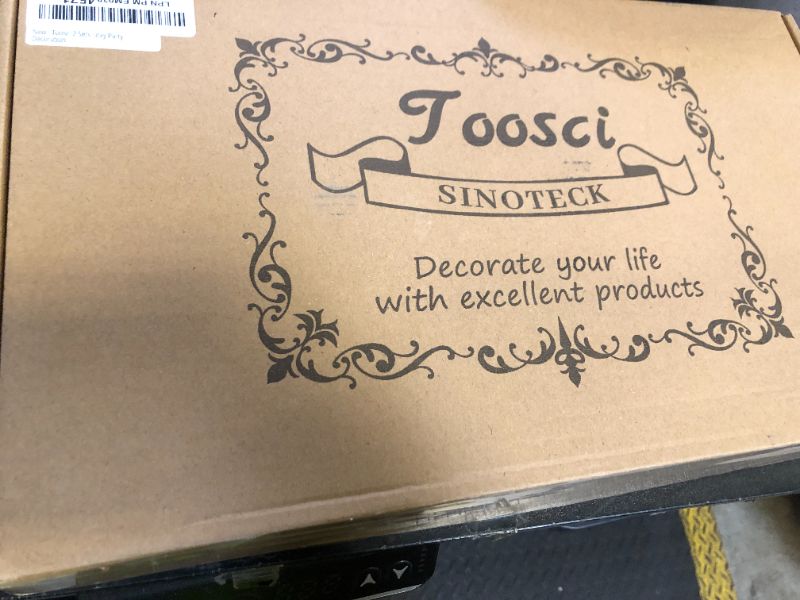 Toosci
SINOTECK
Decorate your life
with excellent products